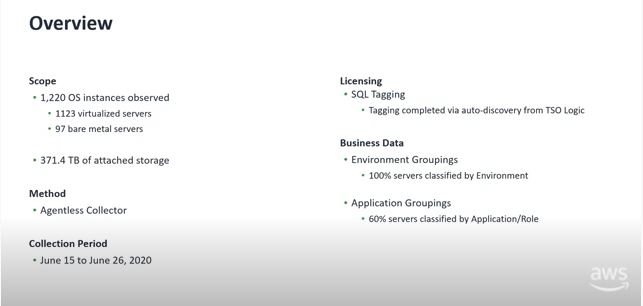 Overview
Scope
• 1,220 OS instances observed
• 1123 virtualized servers
• 97 bare metal servers
• 371.4 TB of attached storage
Method
• Agentless Collector
Collection Period
• June 15 to June 26, 2020
Licensing
• SQL Tagging
• Tagging completed via auto-discovery from TSO Logic
Business Data
• Environment Groupings
• 100% servers classified by Environment
• Application Groupings
• 60% servers classified by Application/Role
aws